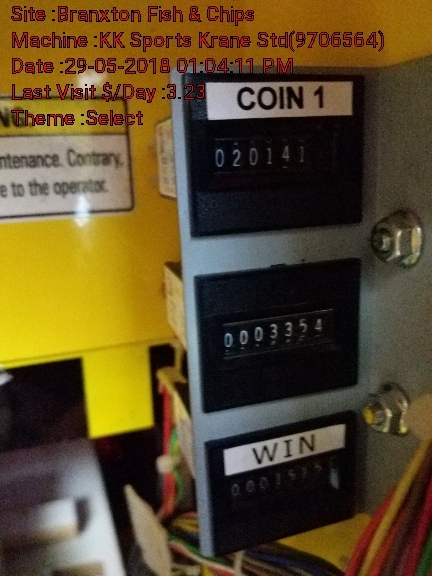 Site :Branxton Fish & Chips
Machine :KK Sports Krane Std(9706564)
Date :29-05-2018 01:04:11 PM
Last Visit $/Day :3.23
Theme :Select
ntenance. Contrary,
e to the operator.
COIN 1
020141
0003354
WIN